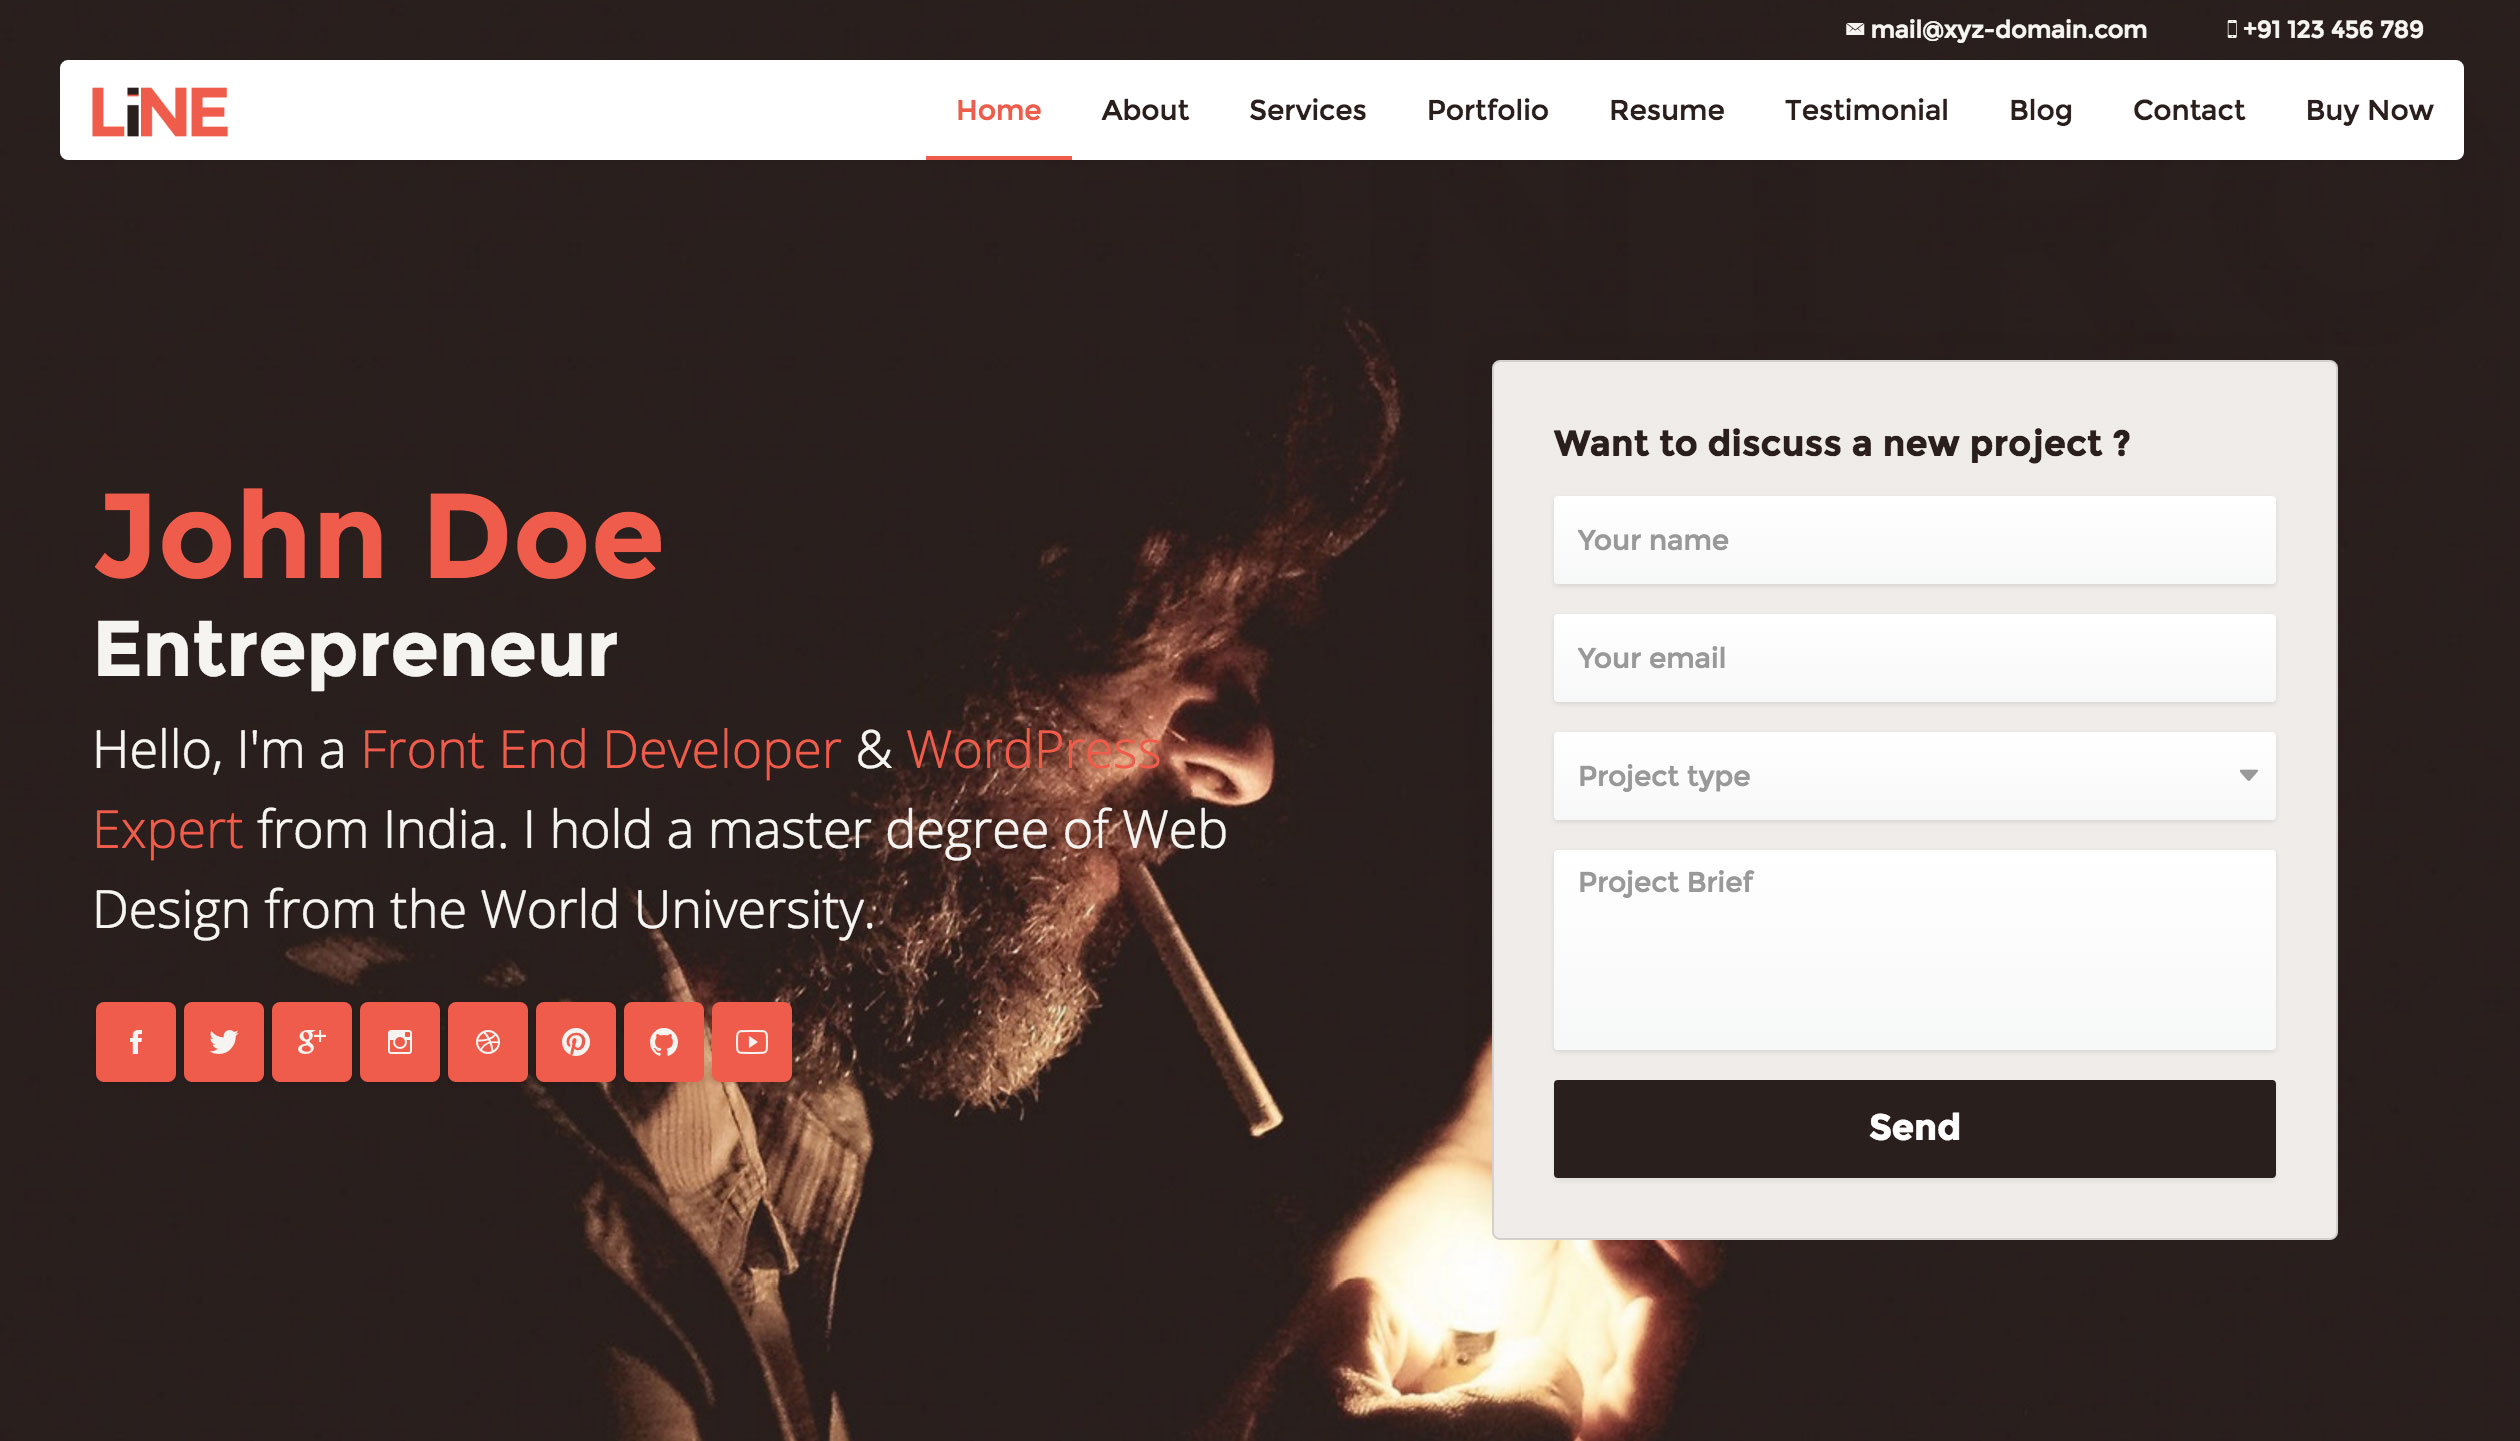 mail@xyz-domain.com
+91 123 456 789
LiNE
Home
About
Services
Portfolio
Resume
Testimonial
Blog
Contact
Buy Now
John Doe
Entrepreneur
Hello, I'm a Front End Developer & WordPress
Expert from India. I hold a master degree of Web
Design from the World University.
Want to discuss a new project ?
Your name
Your email
Project type
Project Brief
Send